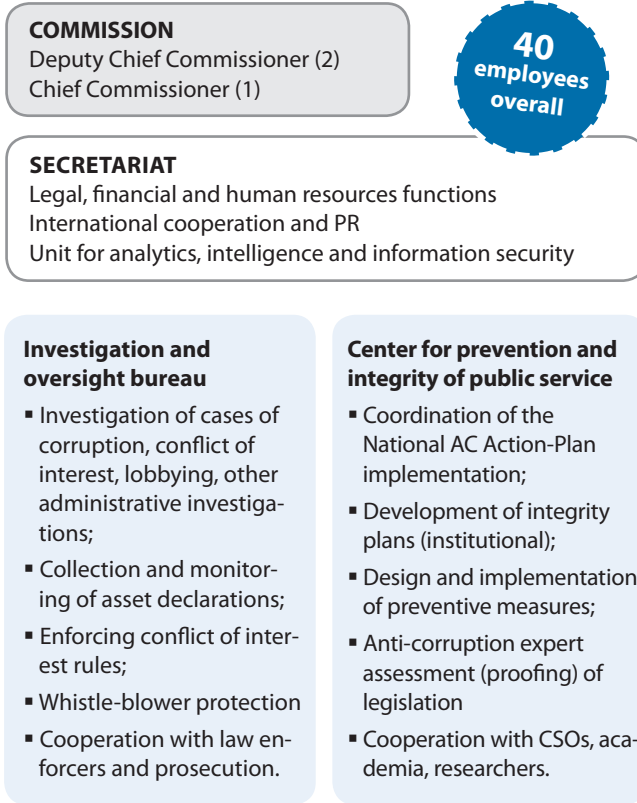 COMMISSION
Deputy Chief Commissioner (2)
Chief Commissioner (1)
40
employees
overall
SECRETARIAT
Legal, financial and human resources functions
International cooperation and PR
Unit for analytics, intelligence and information security
Investigation and
oversight bureau
▪ Investigation of cases of
corruption, conflict of
interest, lobbying, other
administrative investiga-
tions;
▪ Collection and monitor-
ing of asset declarations;
▪ Enforcing conflict of inter-
est rules;
▪ Whistle-blower protection
▪ Cooperation with law en-
forcers and prosecution.
Center for prevention and
integrity of public service
▪ Coordination of the
National AC Action-Plan
implementation;
▪ Development of integrity
plans (institutional);
▪ Design and implementation
of preventive measures;
▪ Anti-corruption expert
assessment (proofing) of
legislation
▪ Cooperation with CSOs, aca-
demia, researchers.